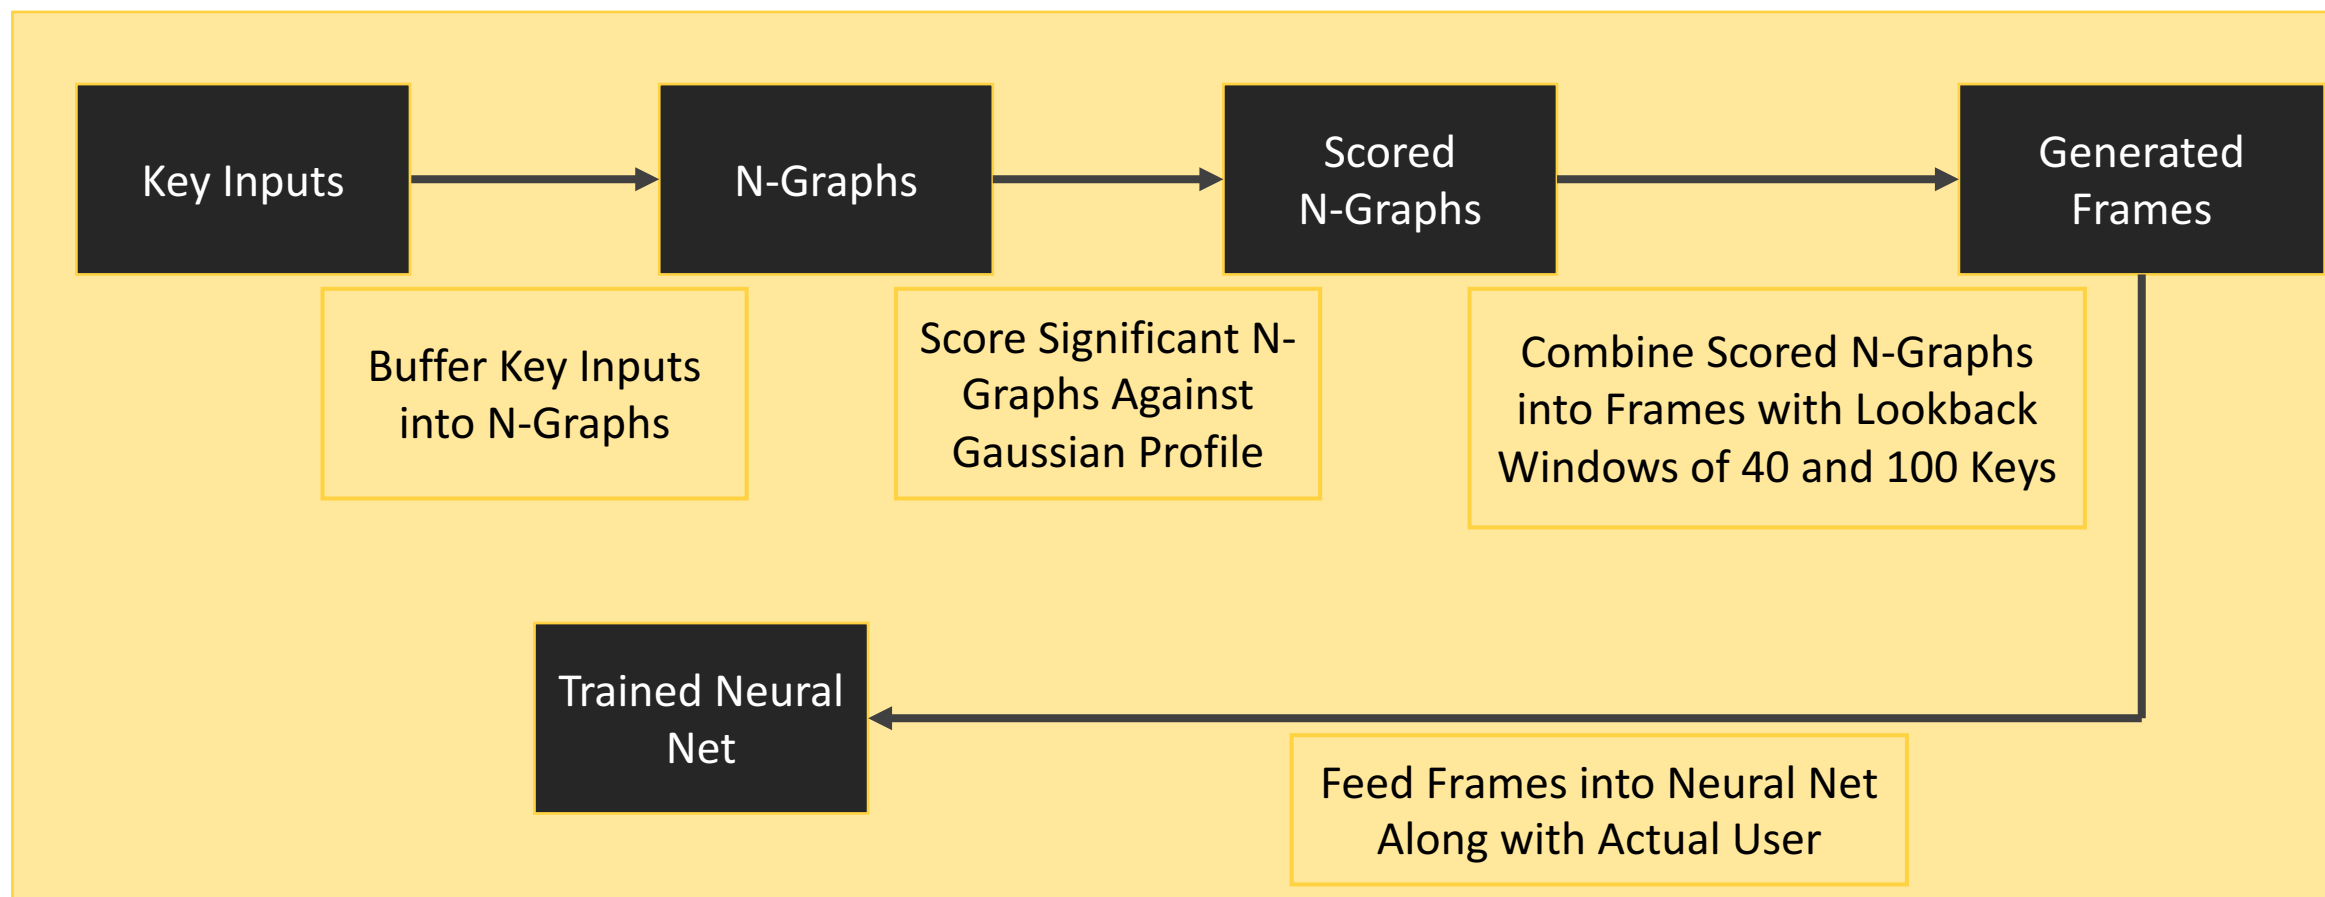 Key Inputs
N-Graphs
Scored
N-Graphs
Generated
Frames
Buffer Key Inputs
into N-Graphs
Score Significant N-
Graphs Against
Gaussian Profile
Combine Scored N-Graphs
into Frames with Lookback
Windows of 40 and 100 Keys
Trained Neural
Net
Feed Frames into Neural Net
Along with Actual User